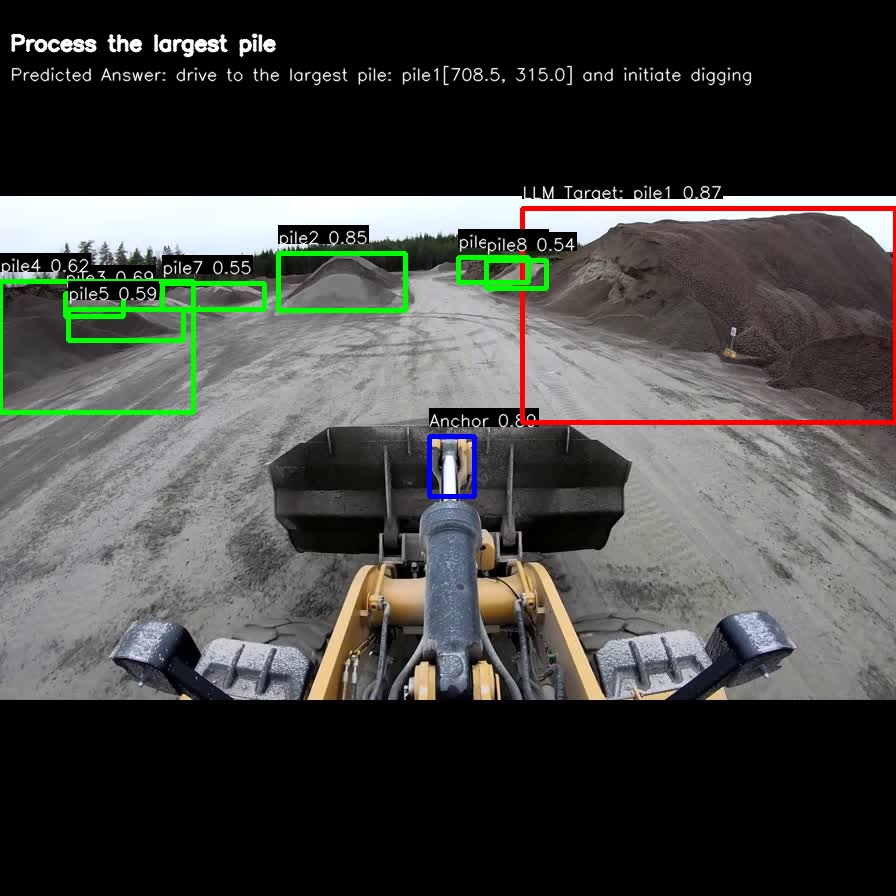 Process the largest pile
Predicted Answer: drive to the largest pile: pile1[708.5, 315.0] and initiate digging
LLM Target: pile1 0.87
pile2 0.85
pile8 0.54
pile4 0.62
pile7 0.55
pile3 0.69
pile5 0.59
Anchor 0.89